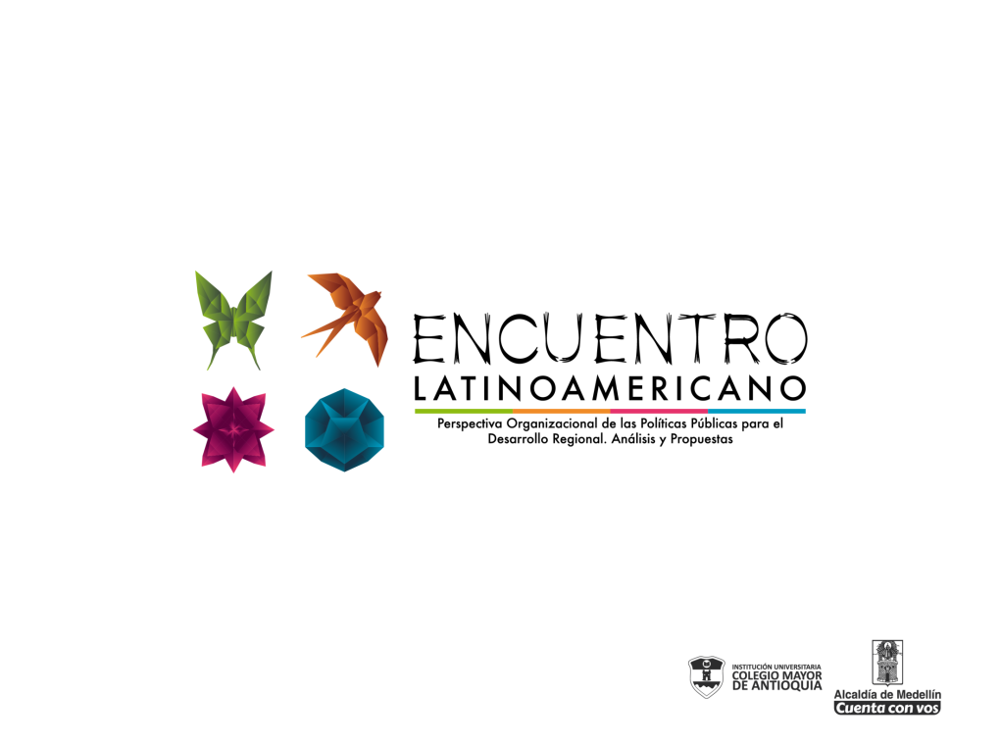 ENCUENTRO
LATINOAMERICANO
Perspectiva Organizacional de las Políticas Públicas para el
Desarrollo Regional. Análisis y Propuestas
INSTITUCIÓN UNIVERSITARIA
COLEGIO MAYOR
DE ANTIOQUIA
Alcaldía de Medellín
Cuenta con vos